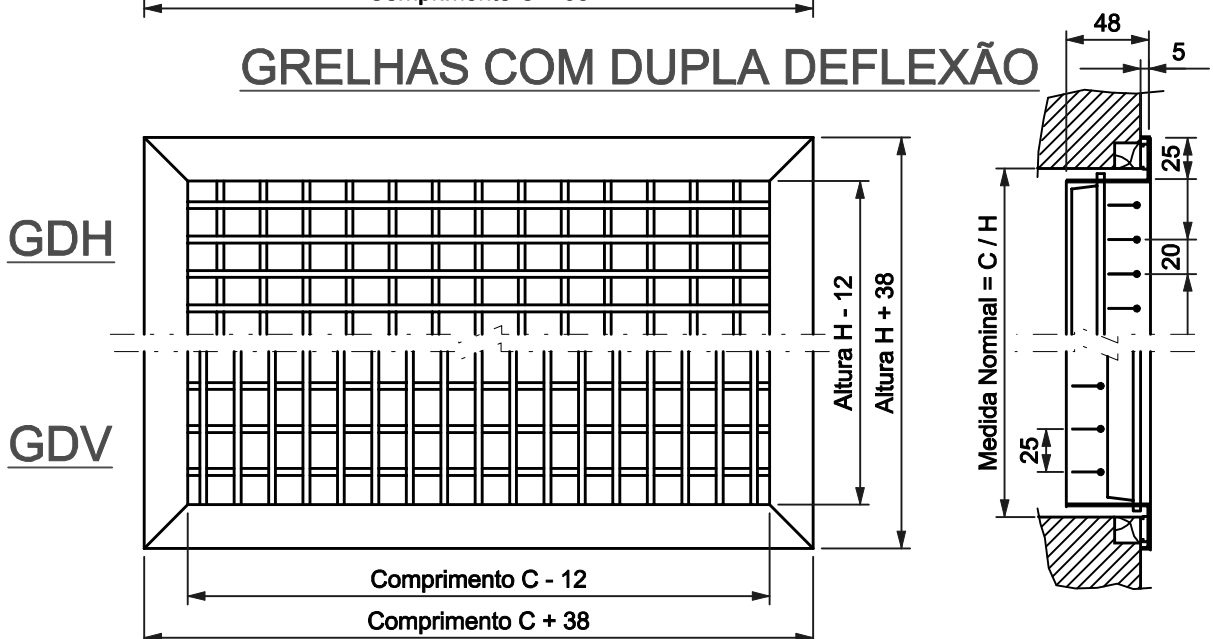 48
GRELHAS COM DUPLA DEFLEXÃO
5
25
GDH
20
Altura H - 12
Altura H + 38
Medida Nominal = C / H
GDV
25
Comprimento C - 12
Comprimento C + 38